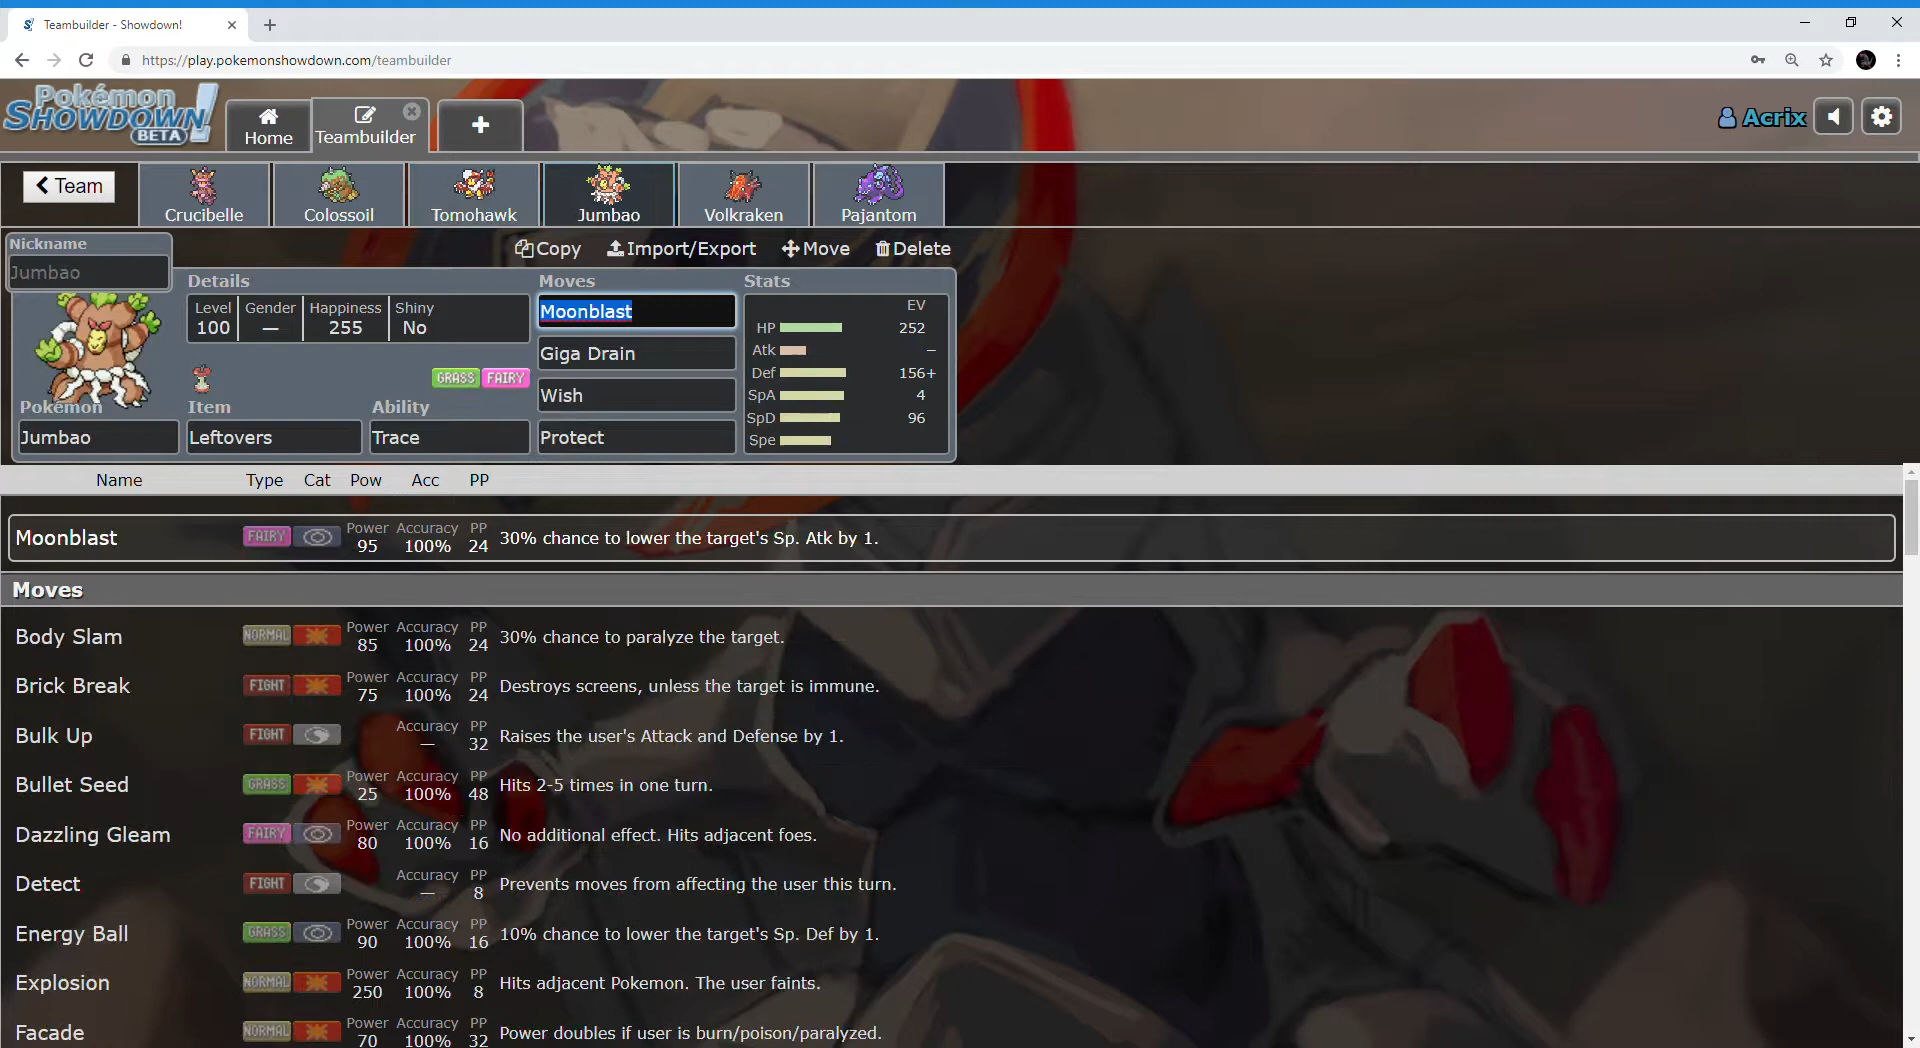 Teambuilder - Showdown!
https://play.pokemonshowdown.com/teambuilder
Pokémon
SHOWDOWN!
BETA
Home
Teambuilder
Acrix
Team
Crucibelle
Colossoil
Tomohawk
Jumbao
Volkraken
Pajantom
Nickname
Jumbao
Copy
Import/Export
Move
Delete
Details
Level Gender Happiness Shiny
100 — 255 No
GRASS FAIRY
Pokémon
Jumbao
Item
Leftovers
Ability
Trace
Moves
Moonblast
Giga Drain
Wish
Protect
Stats
EV
HP 252
Atk –
Def 156+
SpA 4
SpD 96
Spe
Name Type Cat Pow Acc PP
Moonblast FAIRY Power 95 Accuracy 100% PP 24 30% chance to lower the target's Sp. Atk by 1.
Moves
Body Slam NORMAL Power 85 Accuracy 100% PP 24 30% chance to paralyze the target.
Brick Break FIGHT Power 75 Accuracy 100% PP 24 Destroys screens, unless the target is immune.
Bulk Up FIGHT Accuracy — PP 32 Raises the user's Attack and Defense by 1.
Bullet Seed GRASS Power 25 Accuracy 100% PP 48 Hits 2-5 times in one turn.
Dazzling Gleam FAIRY Power 80 Accuracy 100% PP 16 No additional effect. Hits adjacent foes.
Detect FIGHT Accuracy — PP 8 Prevents moves from affecting the user this turn.
Energy Ball GRASS Power 90 Accuracy 100% PP 16 10% chance to lower the target's Sp. Def by 1.
Explosion NORMAL Power 250 Accuracy 100% PP 8 Hits adjacent Pokemon. The user faints.
Facade NORMAL Power 70 Accuracy 100% PP 32 Power doubles if user is burn/poison/paralyzed.